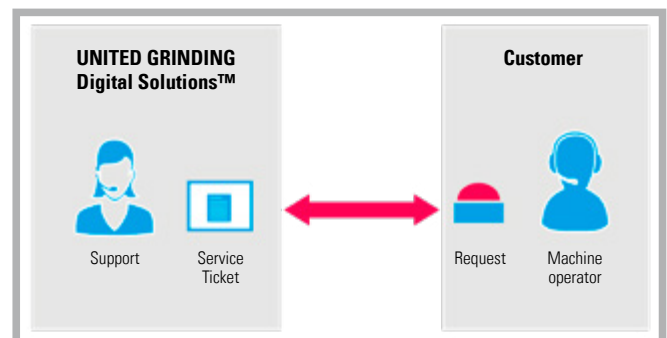 UNITED GRINDING
Digital Solutions™
Customer
Support
Service
Ticket
Request
Machine
operator